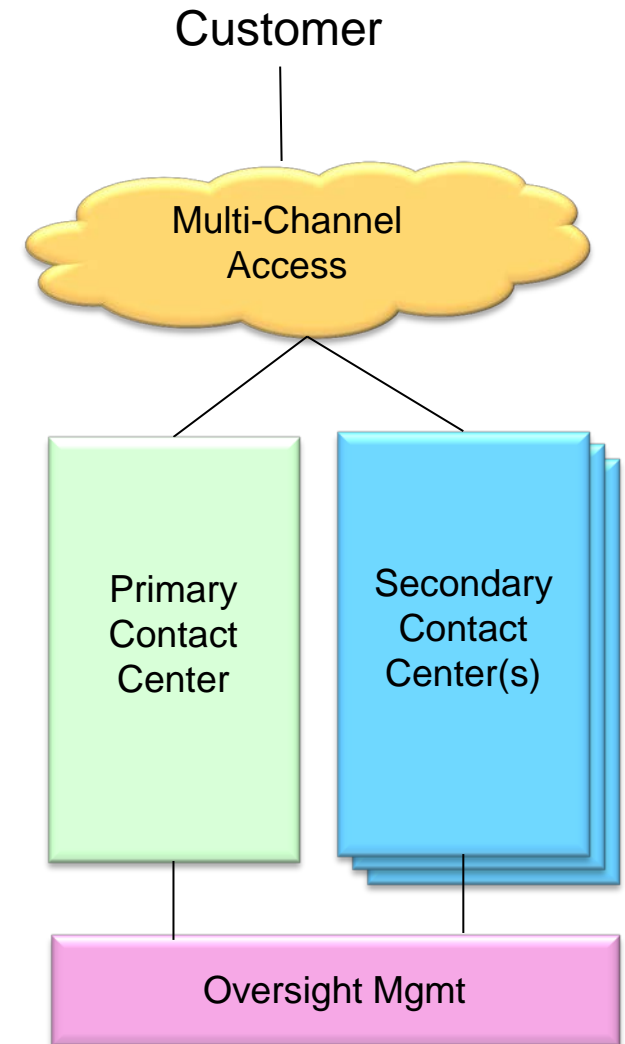 Customer
Multi-Channel
Access
Primary
Contact
Center
Secondary
Contact
Center(s)
Oversight Mgmt